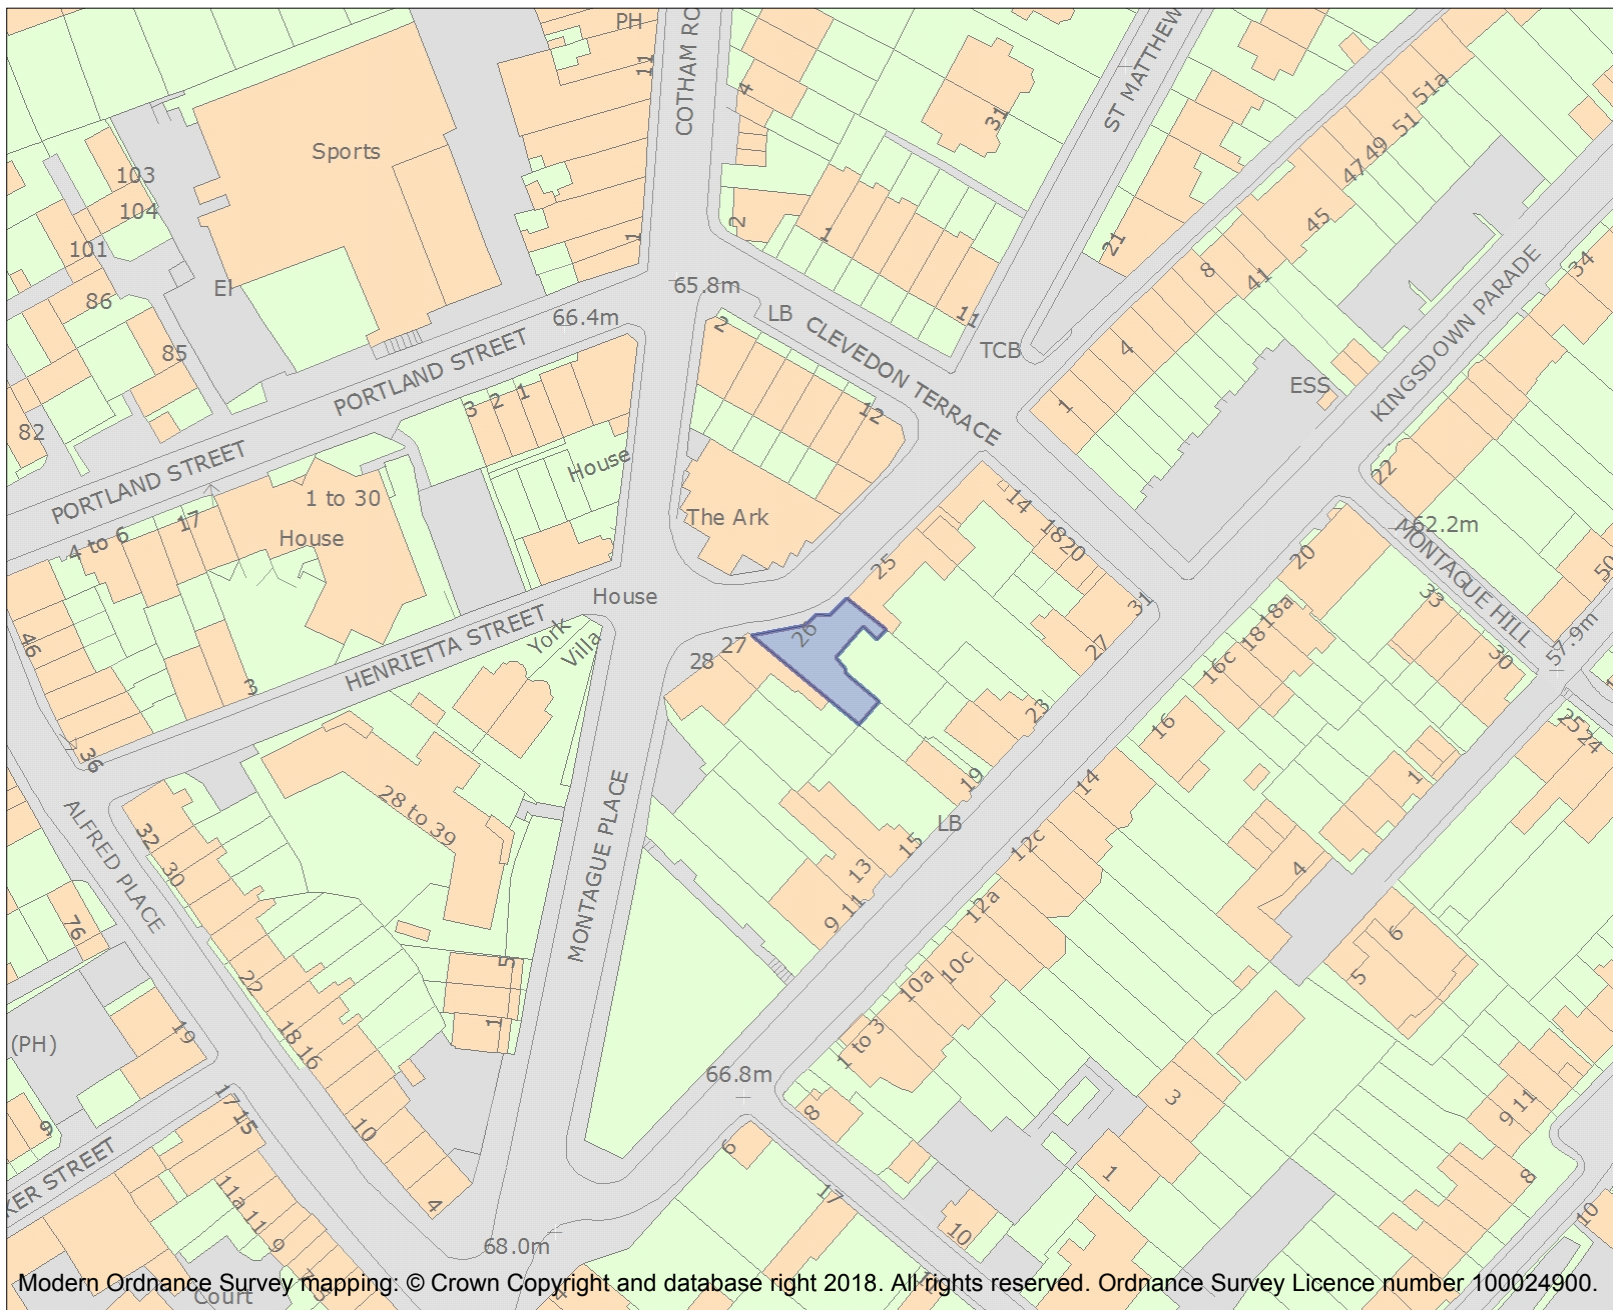 PH
COTHAM RO
ST MATTHEW
11
4
31
51a
51
49
47
Sports
103
104
101
86
EI
85
82
1
2
1
21
45
8
41
34
65.8m
66.4m
LB
11
TCB
CLEVEDON TERRACE
2
12
4
1
ESS
KINGSDOWN PARADE
PORTLAND STREET
3
2
1
House
PORTLAND STREET
1 to 30
House
17
4 to 6
The Ark
14
18
20
22
62.2m
MONTAGUE HILL
20
50
25
House
26
27
28
31
27
33
30
57.9m
18a
18
16c
16
46
HENRIETTA STREET
York
Villa
3
36
23
19
25
24
14
1
LB
28 to 39
ALFRED PLACE
32
30
MONTAGUE PLACE
15
13
11
9
12c
12a
4
6
5
76
22
5
1
10a
10c
1 to 3
(PH)
19
18
16
66.8m
8
3
9
11
9
17
15
10
6
17
1
8
KER STREET
11a
11
9
4
10
10
68.0m
Court
Modern Ordnance Survey mapping: © Crown Copyright and database right 2018. All rights reserved. Ordnance Survey Licence number 100024900.